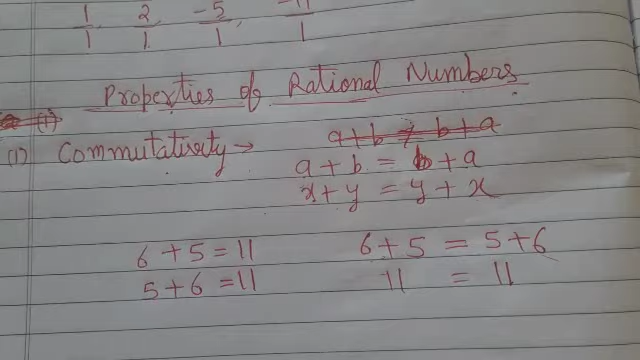 1/1, 2/1, -5/1, -11/1
Properties of Rational Numbers
(i)
a+b ≠ b+a
(1) Commutativity → a+b = b+a
x+y = y+x
6+5=11 6+5 = 5+6
5+6=11 11 = 11